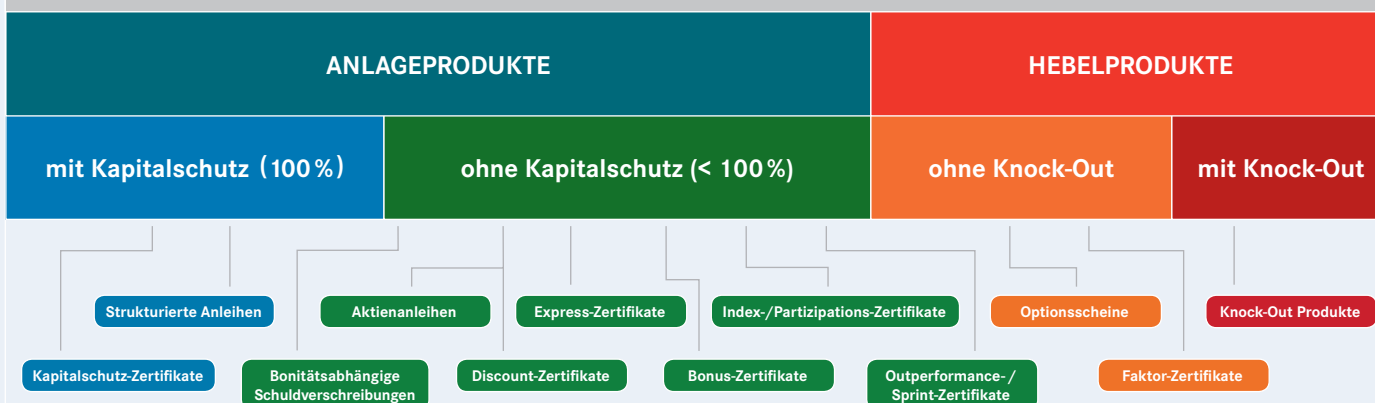 ANLAGEPRODUKTE
HEBELPRODUKTE
mit Kapitalschutz (100 %)
ohne Kapitalschutz (< 100 %)
ohne Knock-Out
mit Knock-Out
Strukturierte Anleihen
Aktienanleihen
Express-Zertifikate
Index-/Partizipations-Zertifikate
Optionsscheine
Knock-Out Produkte
Kapitalschutz-Zertifikate
Bonitätsabhängige
Schuldverschreibungen
Discount-Zertifikate
Bonus-Zertifikate
Outperformance-/
Sprint-Zertifikate
Faktor-Zertifikate